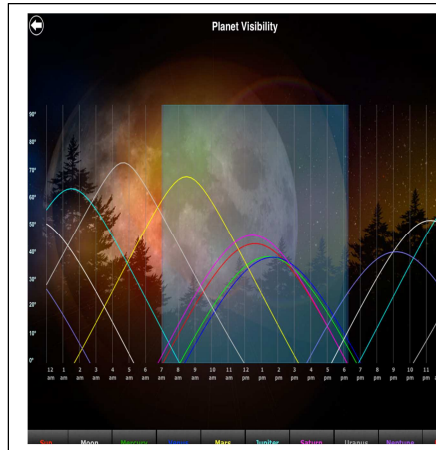 Planet Visibility
90°
80°
70°
60°
50°
40°
30°
20°
10°
0°
12 1 2 3 4 5 6 7 8 9 10 11 12 1 2 3 4 5 6 7 8 9 10 11
am am am am am am am am am am am am pm pm pm pm pm pm pm pm pm pm pm pm
Sun Moon Mercury Venus Mars Jupiter Saturn Uranus Neptune